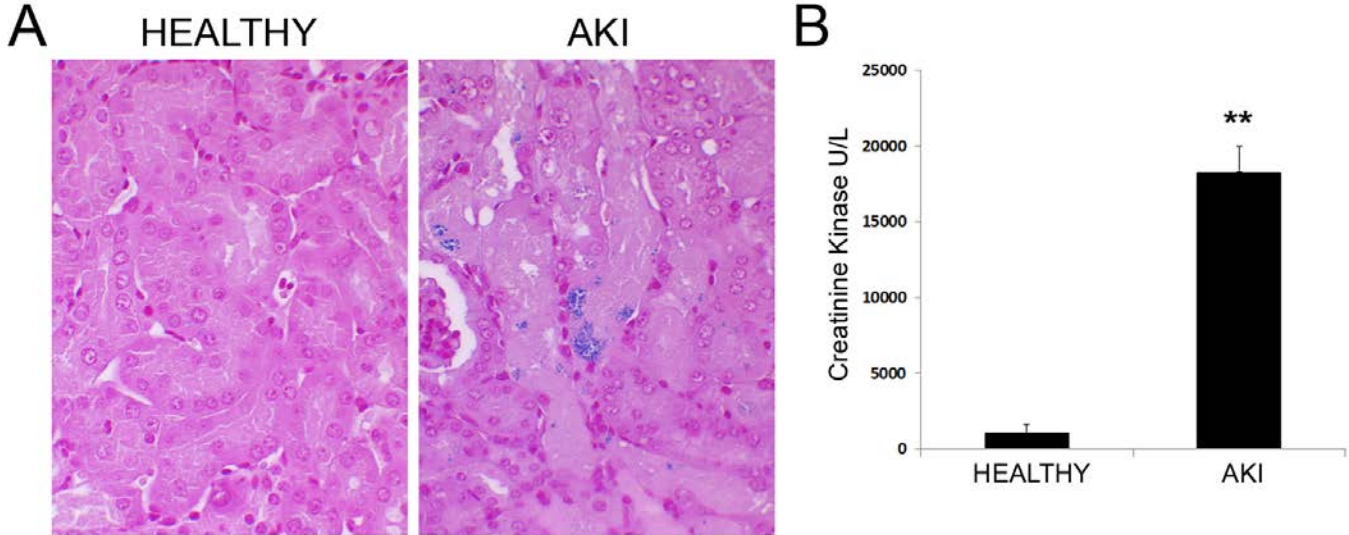 A
HEALTHY
AKI
B
Creatinine Kinase U/L
25000
20000
15000
10000
5000
0
**
HEALTHY
AKI